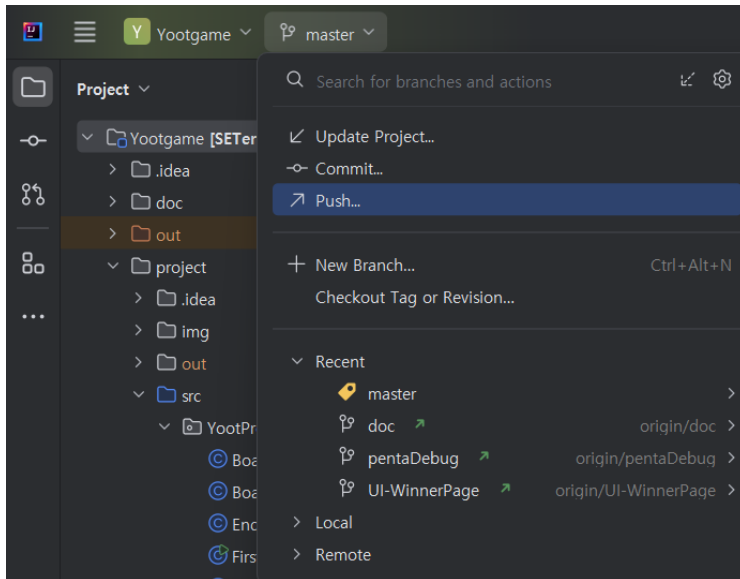 Y Yootgame master
Project
Yootgame [SETer
.idea
doc
out
project
.idea
img
out
src
YootPr
Boa
Boa
Enc
Firs
Search for branches and actions
Update Project...
Commit...
Push...
New Branch... Ctrl+Alt+N
Checkout Tag or Revision...
Recent
master
doc origin/doc
pentaDebug origin/pentaDebug
UI-WinnerPage origin/UI-WinnerPage
Local
Remote